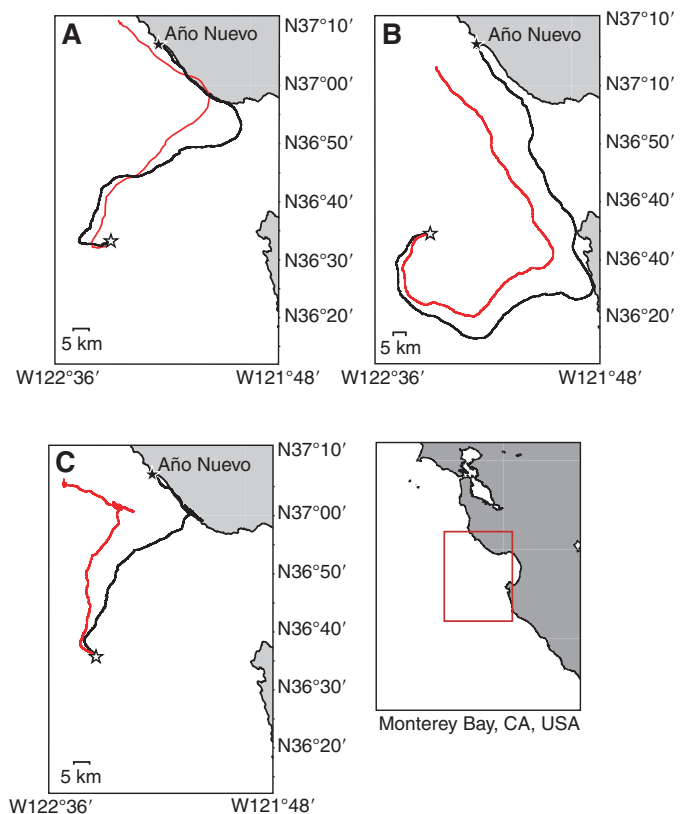 A
Año Nuevo
N37°10′
N37°00′
N36°50′
N36°40′
N36°30′
N36°20′
5 km
W122°36′
W121°48′
B
Año Nuevo
N37°10′
N37°10′
N36°50′
N36°40′
N36°40′
N36°20′
5 km
W122°36′
W121°48′
C
Año Nuevo
N37°10′
N37°00′
N36°50′
N36°40′
N36°30′
N36°20′
5 km
W122°36′
W121°48′
Monterey Bay, CA, USA